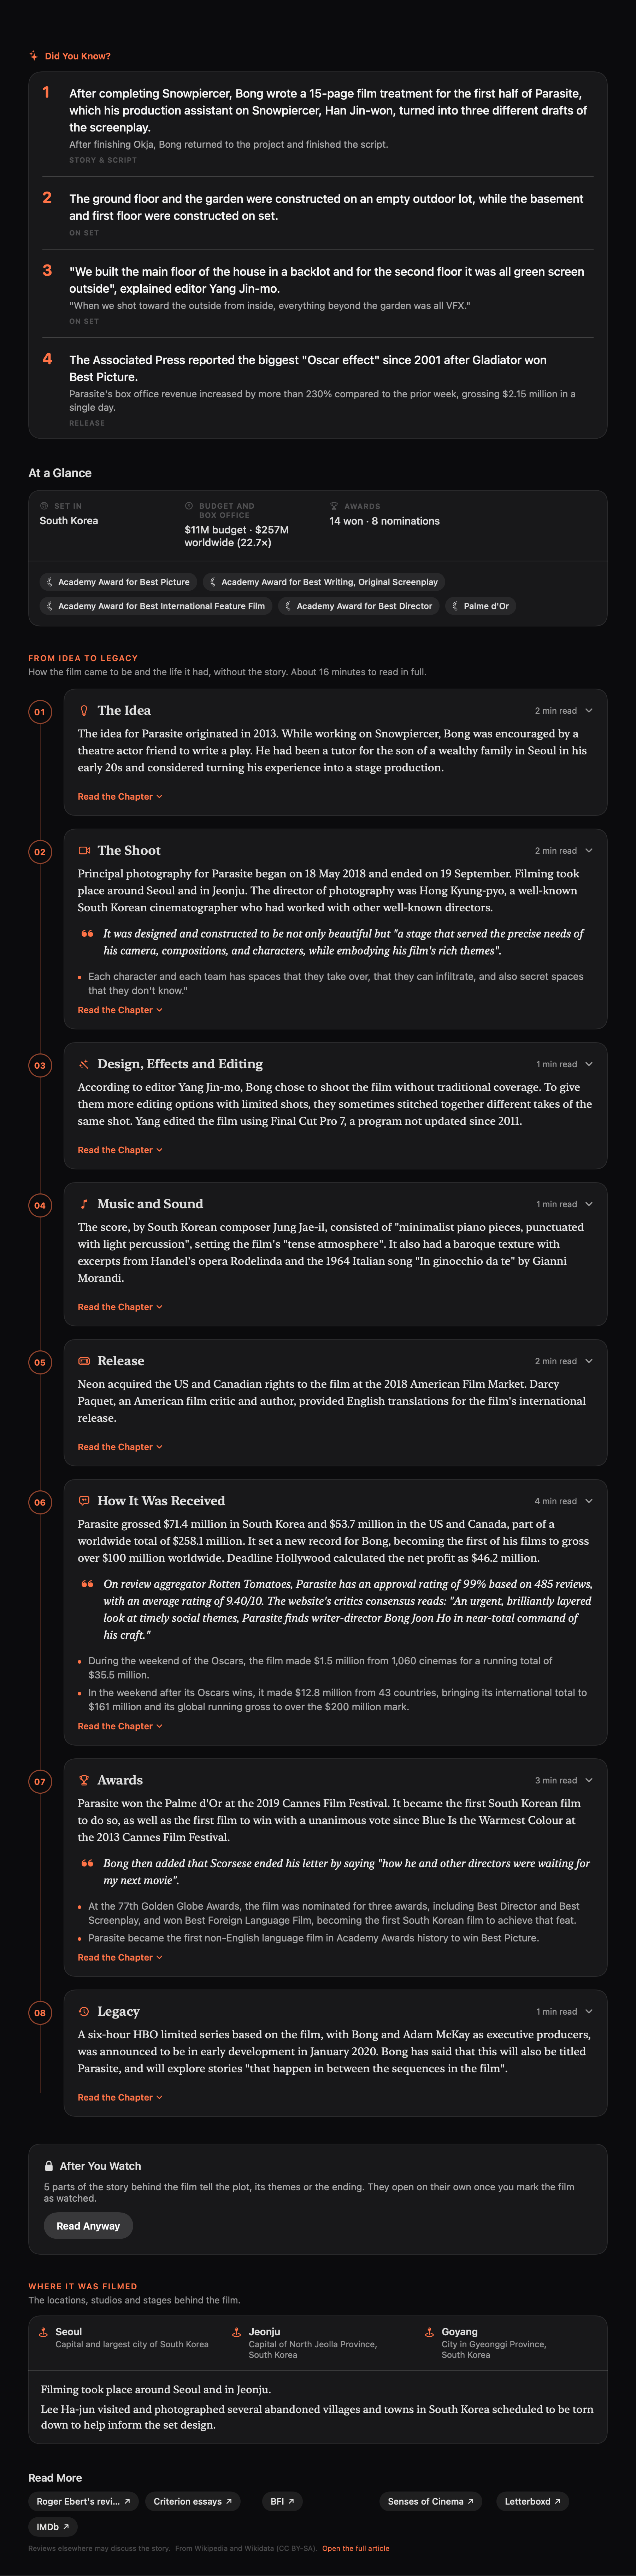 Did You Know?
1
After completing Snowpiercer, Bong wrote a 15-page film treatment for the first half of Parasite,
which his production assistant on Snowpiercer, Han Jin-won, turned into three different drafts of
the screenplay.
After finishing Okja, Bong returned to the project and finished the script.
STORY & SCRIPT
2
The ground floor and the garden were constructed on an empty outdoor lot, while the basement
and first floor were constructed on set.
ON SET
3
"We built the main floor of the house in a backlot and for the second floor it was all green screen
outside", explained editor Yang Jin-mo.
"When we shot toward the outside from inside, everything beyond the garden was all VFX."
ON SET
4
The Associated Press reported the biggest "Oscar effect" since 2001 after Gladiator won
Best Picture.
Parasite's box office revenue increased by more than 230% compared to the prior week, grossing $2.15 million in a
single day.
RELEASE
At a Glance
SET IN
South Korea
BUDGET AND
BOX OFFICE
$11M budget · $257M
worldwide (22.7×)
AWARDS
14 won · 8 nominations
Academy Award for Best Picture
Academy Award for Best Writing, Original Screenplay
Academy Award for Best International Feature Film
Academy Award for Best Director
Palme d'Or
FROM IDEA TO LEGACY
How the film came to be and the life it had, without the story. About 16 minutes to read in full.
01
The Idea
2 min read
The idea for Parasite originated in 2013. While working on Snowpiercer, Bong was encouraged by a
theatre actor friend to write a play. He had been a tutor for the son of a wealthy family in Seoul in his
early 20s and considered turning his experience into a stage production.
Read the Chapter
02
The Shoot
2 min read
Principal photography for Parasite began on 18 May 2018 and ended on 19 September. Filming took
place around Seoul and in Jeonju. The director of photography was Hong Kyung-pyo, a well-known
South Korean cinematographer who had worked with other well-known directors.
It was designed and constructed to be not only beautiful but "a stage that served the precise needs of
his camera, compositions, and characters, while embodying his film's rich themes".
Each character and each team has spaces that they take over, that they can infiltrate, and also secret spaces
that they don't know."
Read the Chapter
03
Design, Effects and Editing
1 min read
According to editor Yang Jin-mo, Bong chose to shoot the film without traditional coverage. To give
them more editing options with limited shots, they sometimes stitched together different takes of the
same shot. Yang edited the film using Final Cut Pro 7, a program not updated since 2011.
Read the Chapter
04
Music and Sound
1 min read
The score, by South Korean composer Jung Jae-il, consisted of "minimalist piano pieces, punctuated
with light percussion", setting the film's "tense atmosphere". It also had a baroque texture with
excerpts from Handel's opera Rodelinda and the 1964 Italian song "In ginocchio da te" by Gianni
Morandi.
Read the Chapter
05
Release
2 min read
Neon acquired the US and Canadian rights to the film at the 2018 American Film Market. Darcy
Paquet, an American film critic and author, provided English translations for the film's international
release.
Read the Chapter
06
How It Was Received
4 min read
Parasite grossed $71.4 million in South Korea and $53.7 million in the US and Canada, part of a
worldwide total of $258.1 million. It set a new record for Bong, becoming the first of his films to gross
over $100 million worldwide. Deadline Hollywood calculated the net profit as $46.2 million.
On review aggregator Rotten Tomatoes, Parasite has an approval rating of 99% based on 485 reviews,
with an average rating of 9.40/10. The website's critics consensus reads: "An urgent, brilliantly layered
look at timely social themes, Parasite finds writer-director Bong Joon Ho in near-total command of
his craft."
During the weekend of the Oscars, the film made $1.5 million from 1,060 cinemas for a running total of
$35.5 million.
In the weekend after its Oscars wins, it made $12.8 million from 43 countries, bringing its international total to
$161 million and its global running gross to over the $200 million mark.
Read the Chapter
07
Awards
3 min read
Parasite won the Palme d'Or at the 2019 Cannes Film Festival. It became the first South Korean film
to do so, as well as the first film to win with a unanimous vote since Blue Is the Warmest Colour at
the 2013 Cannes Film Festival.
Bong then added that Scorsese ended his letter by saying "how he and other directors were waiting for
my next movie".
At the 77th Golden Globe Awards, the film was nominated for three awards, including Best Director and Best
Screenplay, and won Best Foreign Language Film, becoming the first South Korean film to achieve that feat.
Parasite became the first non-English language film in Academy Awards history to win Best Picture.
Read the Chapter
08
Legacy
1 min read
A six-hour HBO limited series based on the film, with Bong and Adam McKay as executive producers,
was announced to be in early development in January 2020. Bong has said that this will also be titled
Parasite, and will explore stories "that happen in between the sequences in the film".
Read the Chapter
After You Watch
5 parts of the story behind the film tell the plot, its themes or the ending. They open on their own once you mark the film
as watched.
Read Anyway
WHERE IT WAS FILMED
The locations, studios and stages behind the film.
Seoul
Capital and largest city of South Korea
Jeonju
Capital of North Jeolla Province,
South Korea
Goyang
City in Gyeonggi Province,
South Korea
Filming took place around Seoul and in Jeonju.
Lee Ha-jun visited and photographed several abandoned villages and towns in South Korea scheduled to be torn
down to help inform the set design.
Read More
Roger Ebert's revi... ↗
Criterion essays ↗
BFI ↗
Senses of Cinema ↗
Letterboxd ↗
IMDb ↗
Reviews elsewhere may discuss the story. From Wikipedia and Wikidata (CC BY-SA). Open the full article